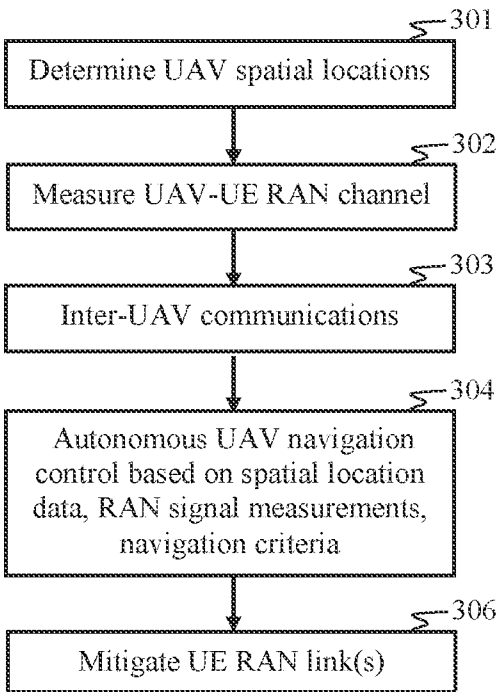 301
Determine UAV spatial locations
302
Measure UAV-UE RAN channel
303
Inter-UAV communications
304
Autonomous UAV navigation
control based on spatial location
data, RAN signal measurements,
navigation criteria
306
Mitigate UE RAN link(s)